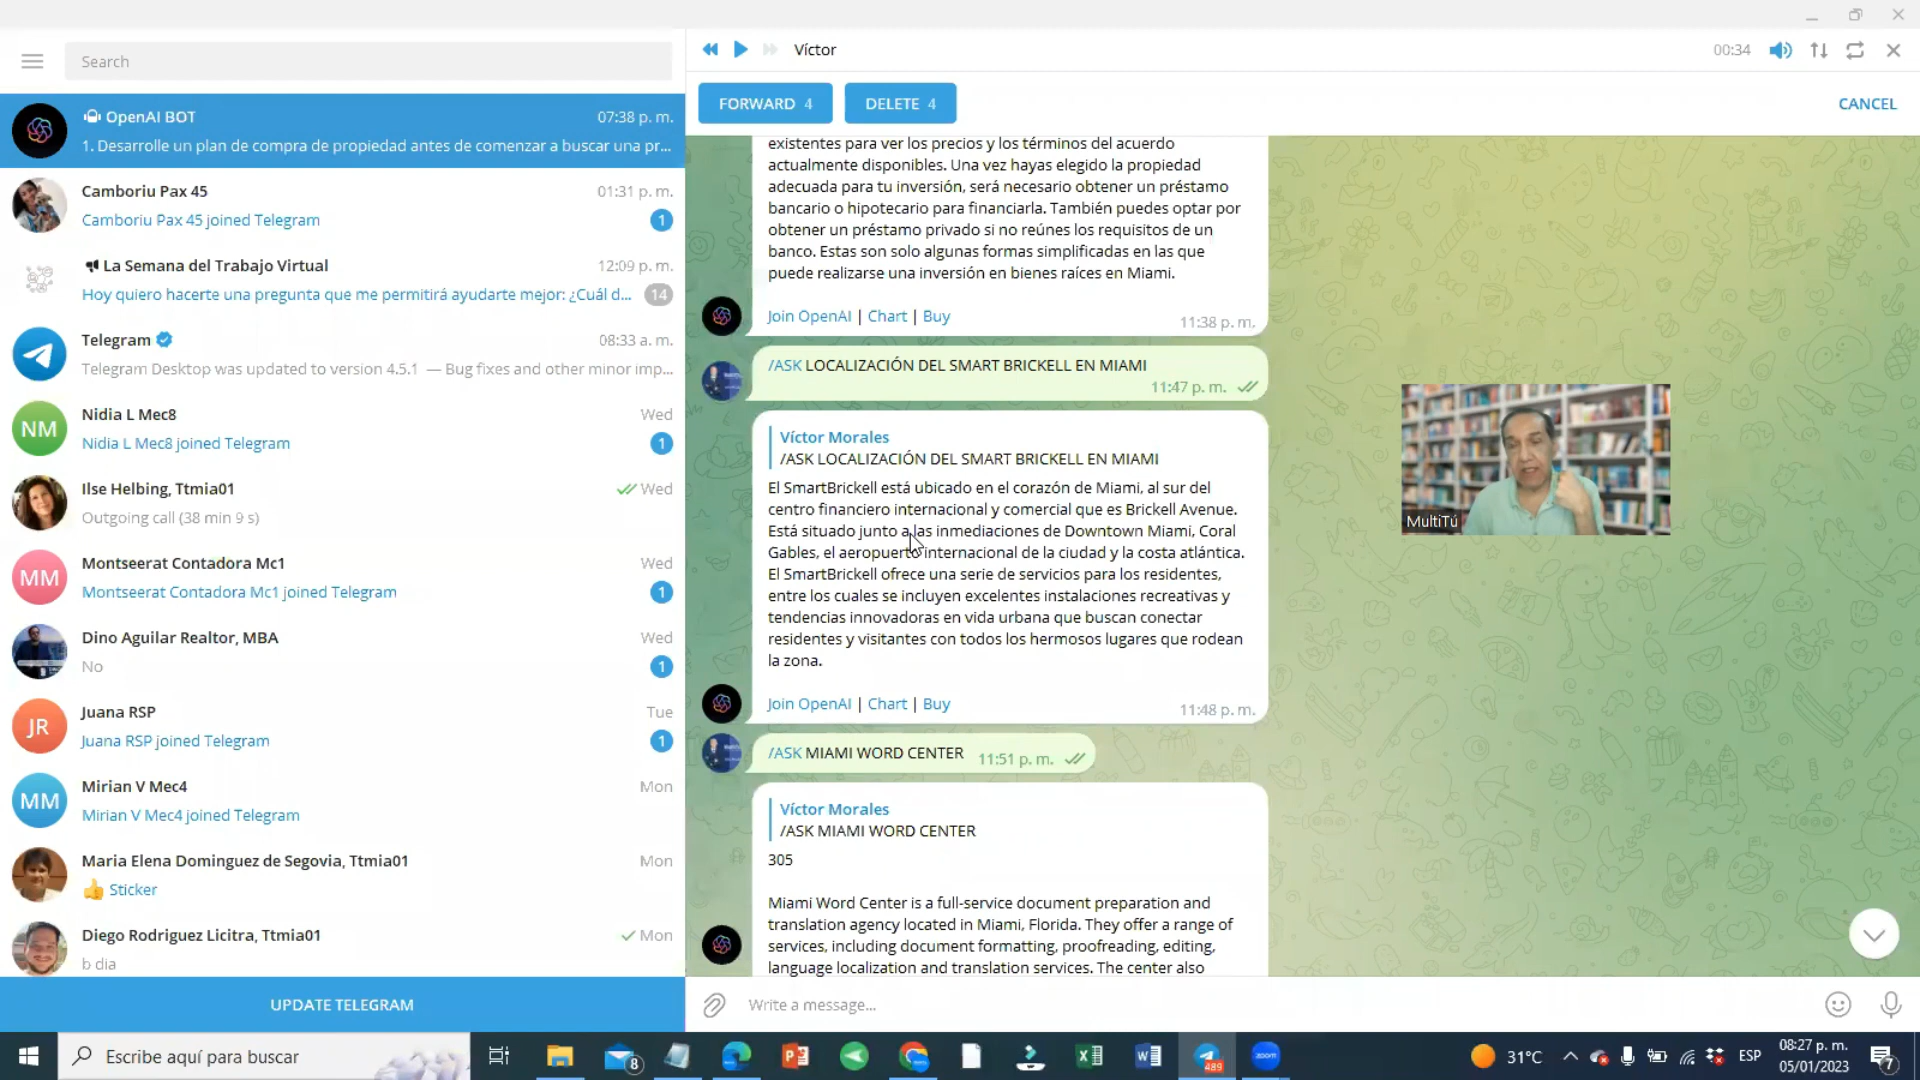 Search
OpenAI BOT 07:38 p. m.
1. Desarrolle un plan de compra de propiedad antes de comenzar a buscar una pr...
Camboriu Pax 45 01:31 p. m.
Camboriu Pax 45 joined Telegram 1
La Semana del Trabajo Virtual 12:09 p. m.
Hoy quiero hacerte una pregunta que me permitirá ayudarte mejor: ¿Cuál d... 14
Telegram 08:33 a. m.
Telegram Desktop was updated to version 4.5.1 — Bug fixes and other minor imp...
NM
Nidia L Mec8 Wed
Nidia L Mec8 joined Telegram 1
Ilse Helbing, Ttmia01 Wed
Outgoing call (38 min 9 s)
MM
Montseerat Contadora Mc1 Wed
Montseerat Contadora Mc1 joined Telegram 1
Dino Aguilar Realtor, MBA Wed
No 1
JR
Juana RSP Tue
Juana RSP joined Telegram 1
MM
Mirian V Mec4 Mon
Mirian V Mec4 joined Telegram
Maria Elena Dominguez de Segovia, Ttmia01 Mon
👍 Sticker
Diego Rodriguez Licitra, Ttmia01 Mon
b dia
UPDATE TELEGRAM
Víctor 00:34
FORWARD 4 DELETE 4 CANCEL
existentes para ver los precios y los términos del acuerdo
actualmente disponibles. Una vez hayas elegido la propiedad
adecuada para tu inversión, será necesario obtener un préstamo
bancario o hipotecario para financiarla. También puedes optar por
obtener un préstamo privado si no reúnes los requisitos de un
banco. Estas son solo algunas formas simplificadas en las que
puede realizarse una inversión en bienes raíces en Miami.
Join OpenAI | Chart | Buy 11:38 p. m.
/ASK LOCALIZACIÓN DEL SMART BRICKELL EN MIAMI
11:47 p. m.
Víctor Morales
/ASK LOCALIZACIÓN DEL SMART BRICKELL EN MIAMI
El SmartBrickell está ubicado en el corazón de Miami, al sur del
centro financiero internacional y comercial que es Brickell Avenue.
Está situado junto a las inmediaciones de Downtown Miami, Coral
Gables, el aeropuerto internacional de la ciudad y la costa atlántica.
El SmartBrickell ofrece una serie de servicios para los residentes,
entre los cuales se incluyen excelentes instalaciones recreativas y
tendencias innovadoras en vida urbana que buscan conectar
residentes y visitantes con todos los hermosos lugares que rodean
la zona.
Join OpenAI | Chart | Buy 11:48 p. m.
/ASK MIAMI WORD CENTER 11:51 p. m.
Víctor Morales
/ASK MIAMI WORD CENTER
305
Miami Word Center is a full-service document preparation and
translation agency located in Miami, Florida. They offer a range of
services, including document formatting, proofreading, editing,
language localization and translation services. The center also
Write a message...
MultiTú
Escribe aquí para buscar
8
489
zoom
31°C
ESP
08:27 p. m.
05/01/2023
7